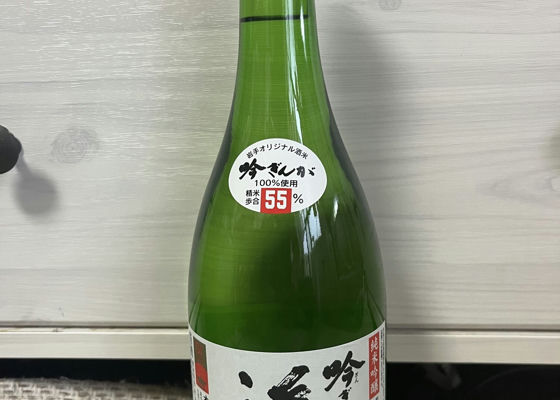 岩手オリジナル酒米
吟ぎんが
100%使用
精米
歩合
55%
純米吟醸
吟ぎ